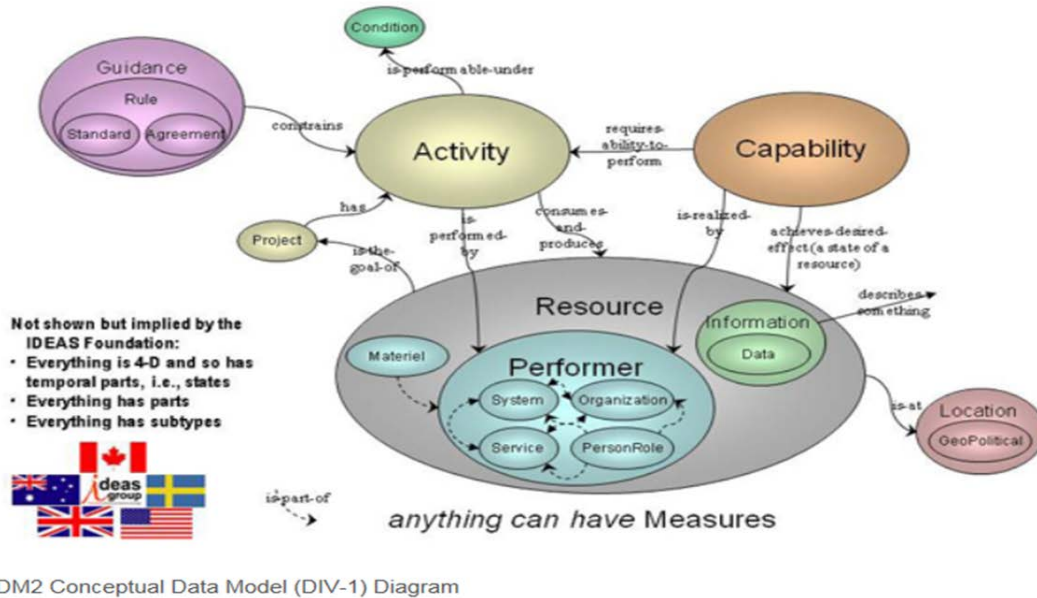 Condition
is-performable-under
Guidance
Rule
Standard
Agreement
constrains
Activity
requires-
ability-to-
perform
Capability
has
Project
is-the-
goal-of
is-
performed-
by
consumes-
and-
produces
is-realized-
by
achieves-desired-
effect (a state of a
resource)
Resource
describes-
something
Information
Data
Materiel
Performer
System
Organization
Service
PersonRole
is-at
Location
GeoPolitical
Not shown but implied by the
IDEAS Foundation:
• Everything is 4-D and so has
temporal parts, i.e., states
• Everything has parts
• Everything has subtypes
ideas
group
is-part-of
anything can have Measures
DM2 Conceptual Data Model (DIV-1) Diagram